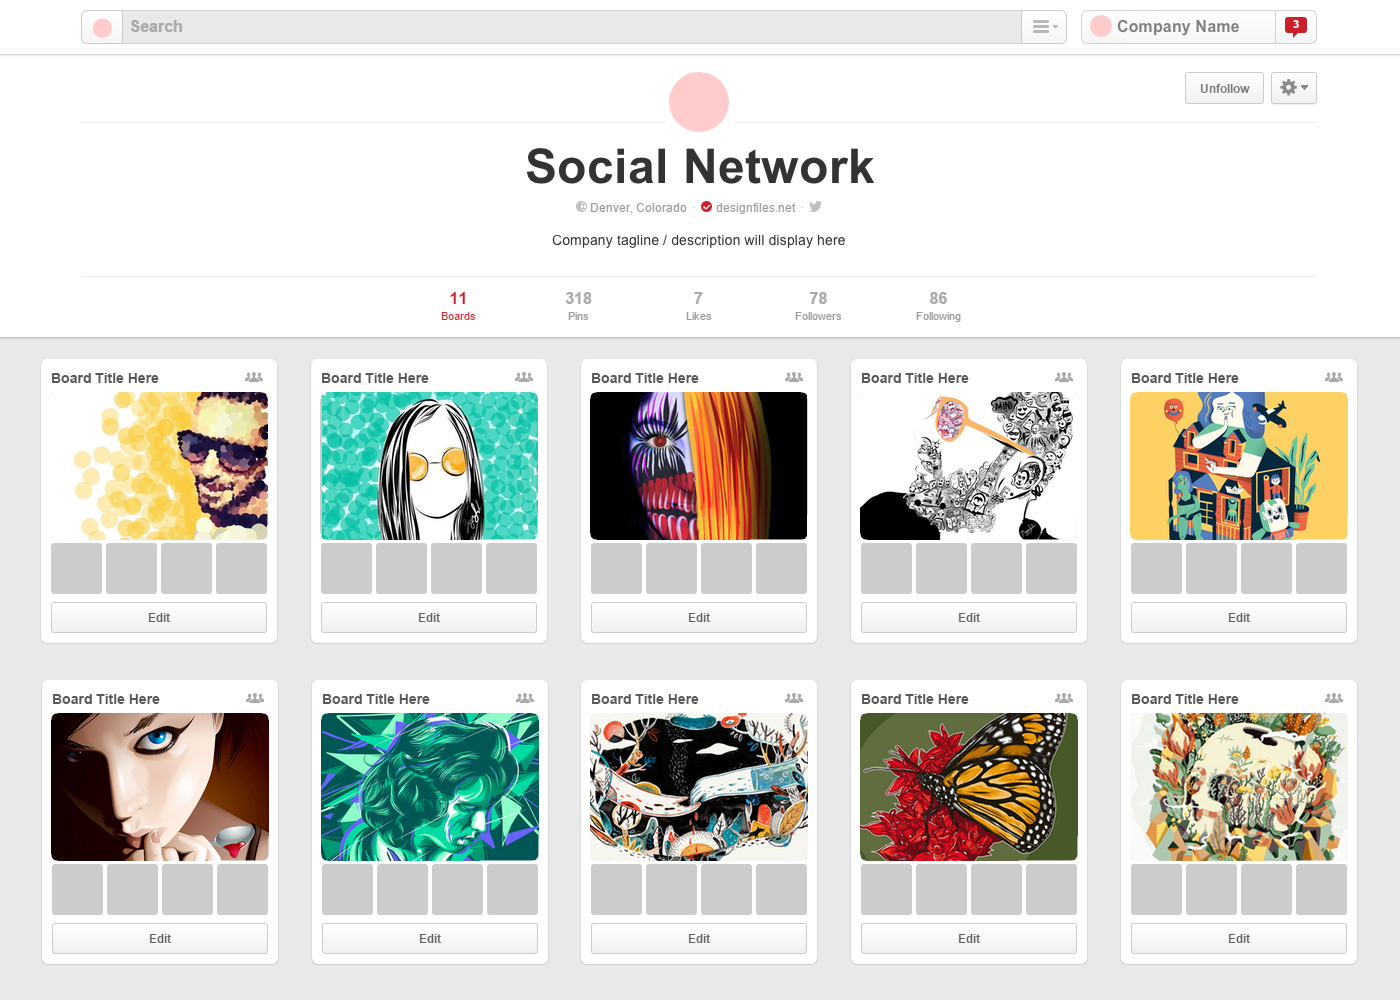 Search
Company Name
3
Unfollow
Social Network
Denver, Colorado · designfiles.net ·
Company tagline / description will display here
11 318 7 78 86
Boards Pins Likes Followers Following
Board Title Here Board Title Here Board Title Here Board Title Here Board Title Here
MINI
Edit Edit Edit Edit Edit
Board Title Here Board Title Here Board Title Here Board Title Here Board Title Here
Edit Edit Edit Edit Edit